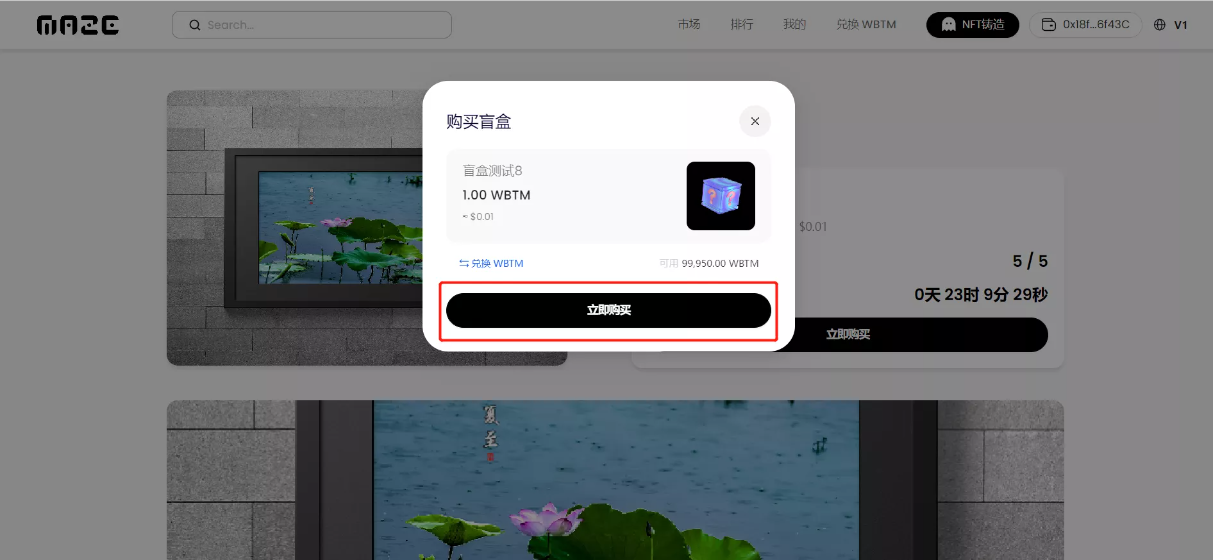 MAZE
Search...
市场
排行
我的
兑换 WBTM
NFT铸造
0x18f...6f43C
V1
购买盲盒
盲盒测试8
1.00 WBTM
≈ $0.01
兑换 WBTM
可用 99,950.00 WBTM
立即购买
$0.01
5 / 5
0天 23时 9分 29秒
立即购买
夏至